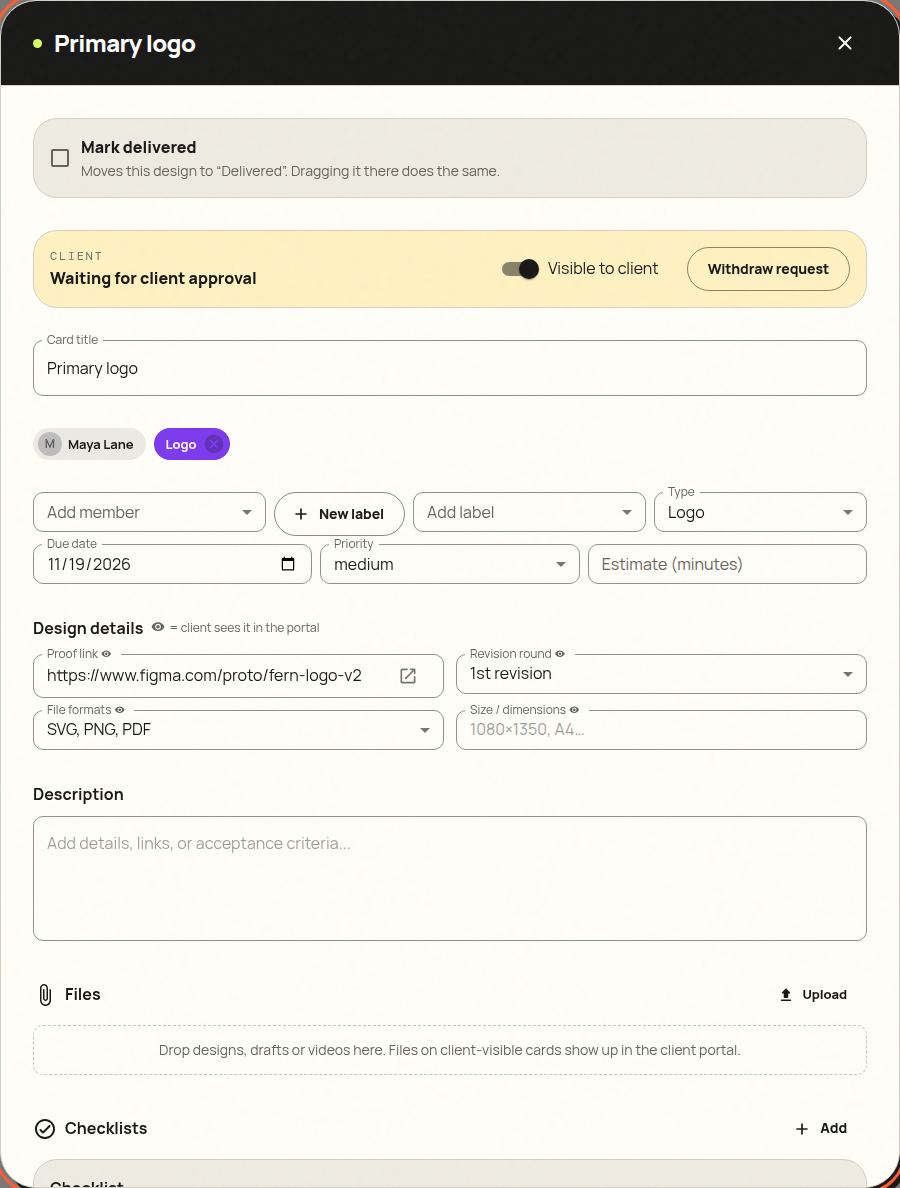 Primary logo
Mark delivered
Moves this design to “Delivered”. Dragging it there does the same.
CLIENT
Waiting for client approval
Visible to client
Withdraw request
Card title
Primary logo
M Maya Lane
Logo
Add member
New label
Add label
Type
Logo
Due date
11/19/2026
Priority
medium
Estimate (minutes)
Design details = client sees it in the portal
Proof link
https://www.figma.com/proto/fern-logo-v2
Revision round
1st revision
File formats
SVG, PNG, PDF
Size / dimensions
1080×1350, A4…
Description
Add details, links, or acceptance criteria...
Files
Upload
Drop designs, drafts or videos here. Files on client-visible cards show up in the client portal.
Checklists
Add
Checklist